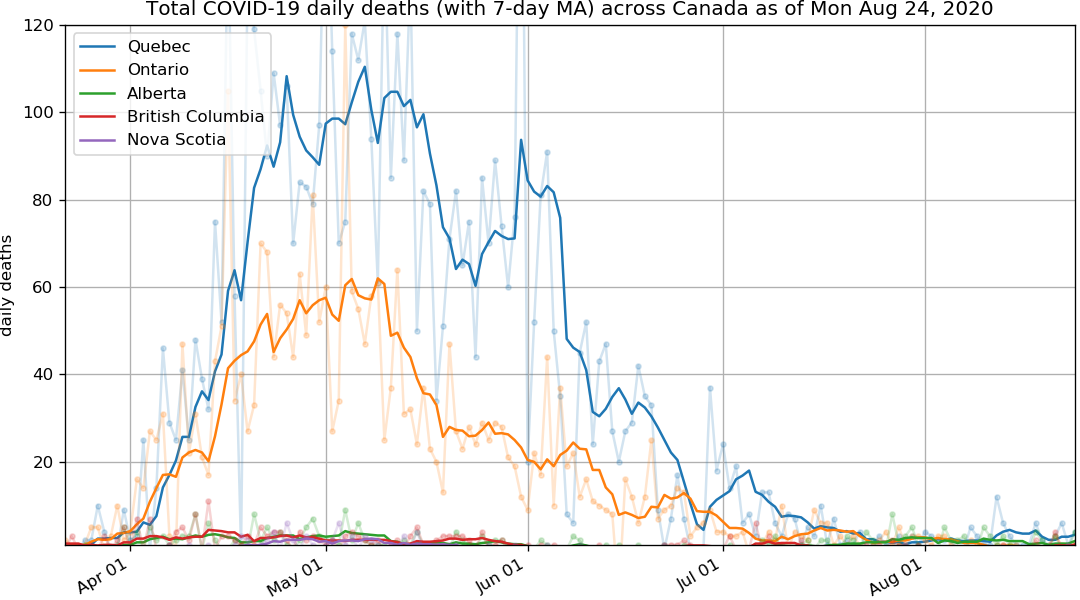 Total COVID-19 daily deaths (with 7-day MA) across Canada as of Mon Aug 24, 2020
120
100
80
60
40
20
daily deaths
Quebec
Ontario
Alberta
British Columbia
Nova Scotia
Apr 01
May 01
Jun 01
Jul 01
Aug 01